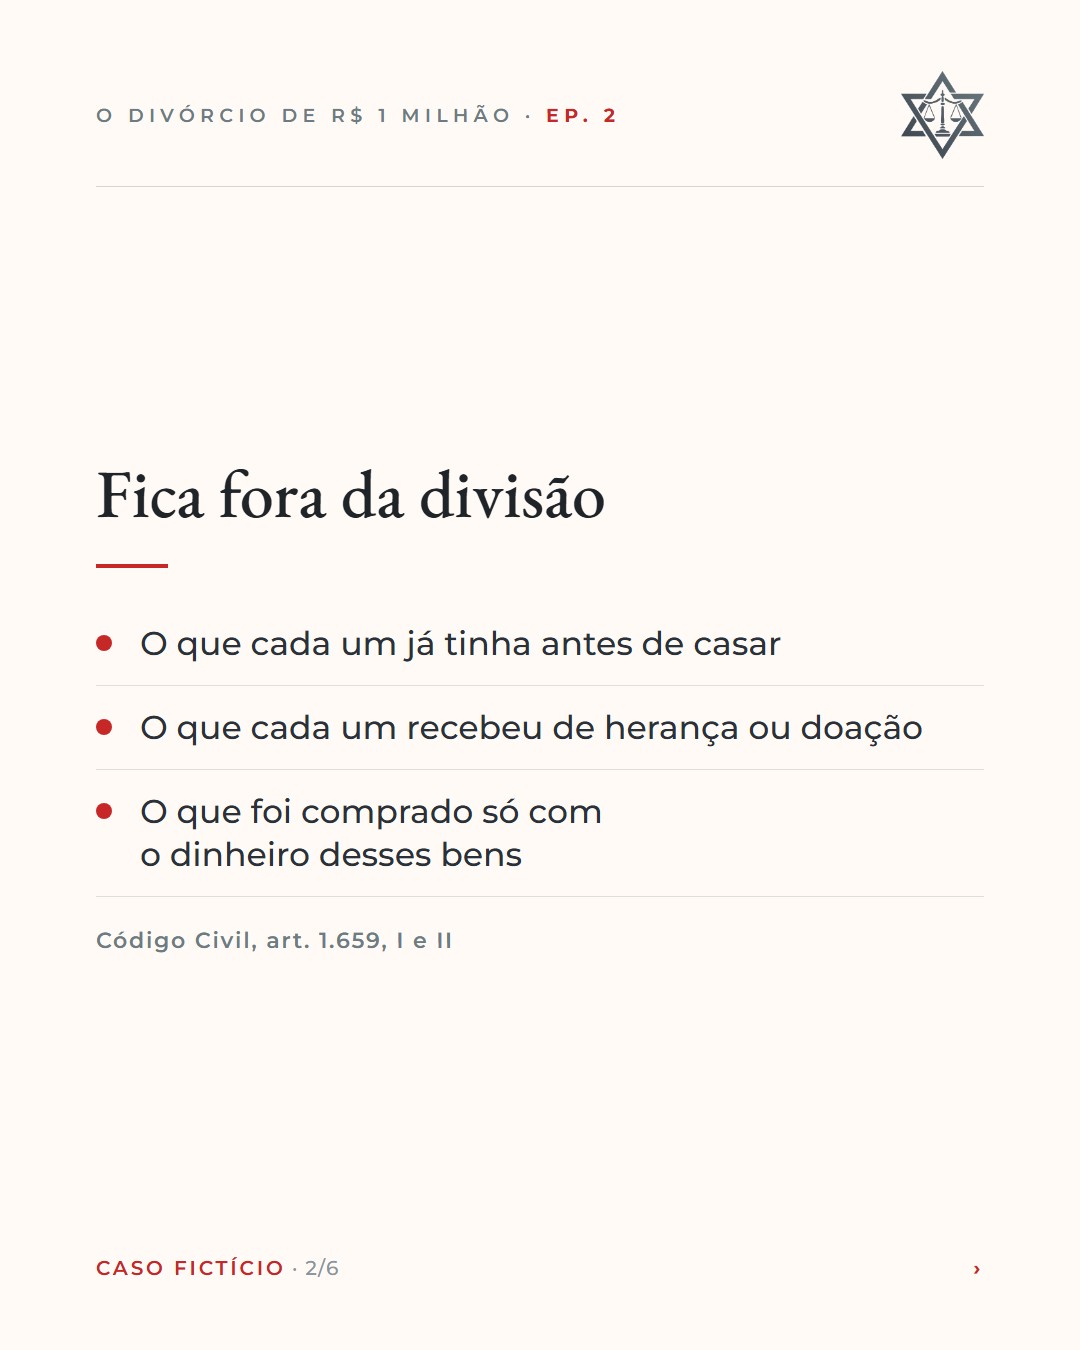 O DIVÓRCIO DE R$ 1 MILHÃO · EP. 2
Fica fora da divisão
O que cada um já tinha antes de casar
O que cada um recebeu de herança ou doação
O que foi comprado só com
o dinheiro desses bens
Código Civil, art. 1.659, I e II
CASO FICTÍCIO · 2/6 ›